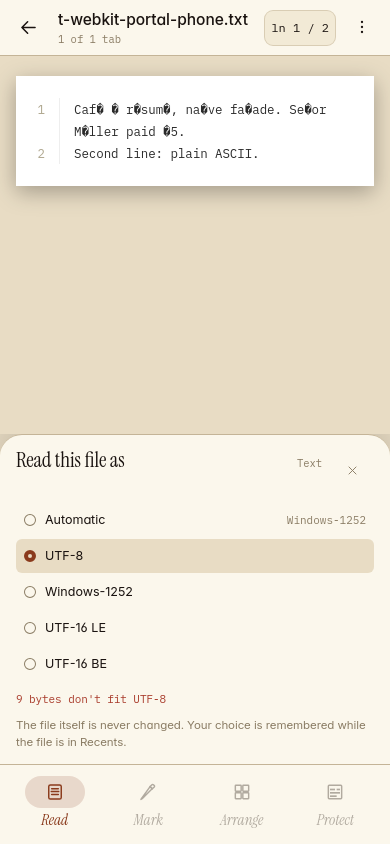 t-webkit-portal-phone.txt
1 of 1 tab
ln 1 / 2
1 Caf� � r�sum�, na�ve fa�ade. Se�or
M�ller paid �5.
2 Second line: plain ASCII.
Read this file as
Text
Automatic Windows-1252
UTF-8
Windows-1252
UTF-16 LE
UTF-16 BE
9 bytes don't fit UTF-8
The file itself is never changed. Your choice is remembered while
the file is in Recents.
Read Mark Arrange Protect